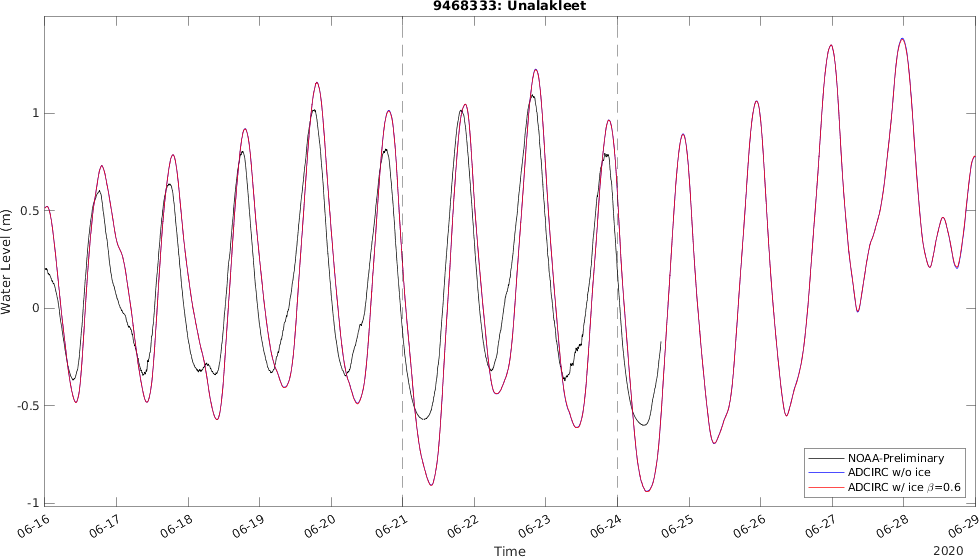 9468333: Unalakleet
Water Level (m)
1
0.5
0
-0.5
-1
NOAA-Preliminary
ADCIRC w/o ice
ADCIRC w/ ice β=0.6
06-16 06-17 06-18 06-19 06-20 06-21 06-22 06-23 06-24 06-25 06-26 06-27 06-28 06-29
Time
2020